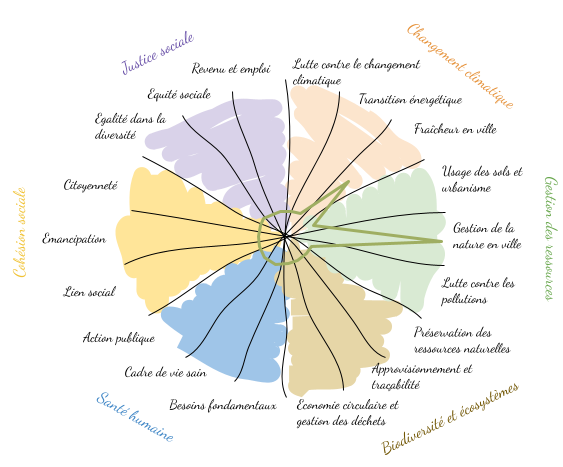 Justice sociale
Changement climatique
Revenu et emploi
Lutte contre le changement
climatique
Equité sociale
Transition énergétique
Egalité dans la
diversité
Fraîcheur en ville
Citoyenneté
Usage des sols et
urbanisme
Cohésion sociale
Gestion des ressources
Emancipation
Gestion de la
nature en ville
Lien social
Lutte contre les
pollutions
Action publique
Préservation des
ressources naturelles
Cadre de vie sain
Approvisionnement et
traçabilité
Besoins fondamentaux
Economie circulaire et
gestion des déchets
Santé humaine
Biodiversité et écosystèmes